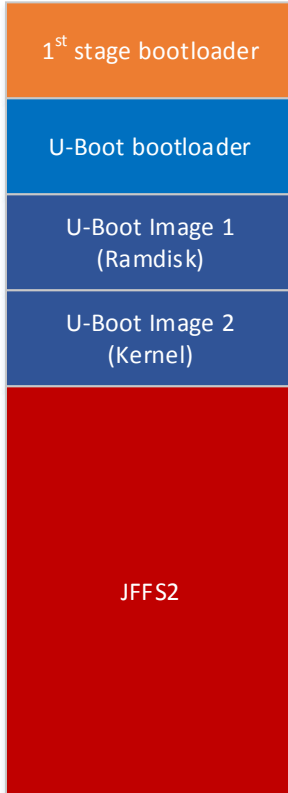 1st stage bootloader
U-Boot bootloader
U-Boot Image 1
(Ramdisk)
U-Boot Image 2
(Kernel)
JFFS2